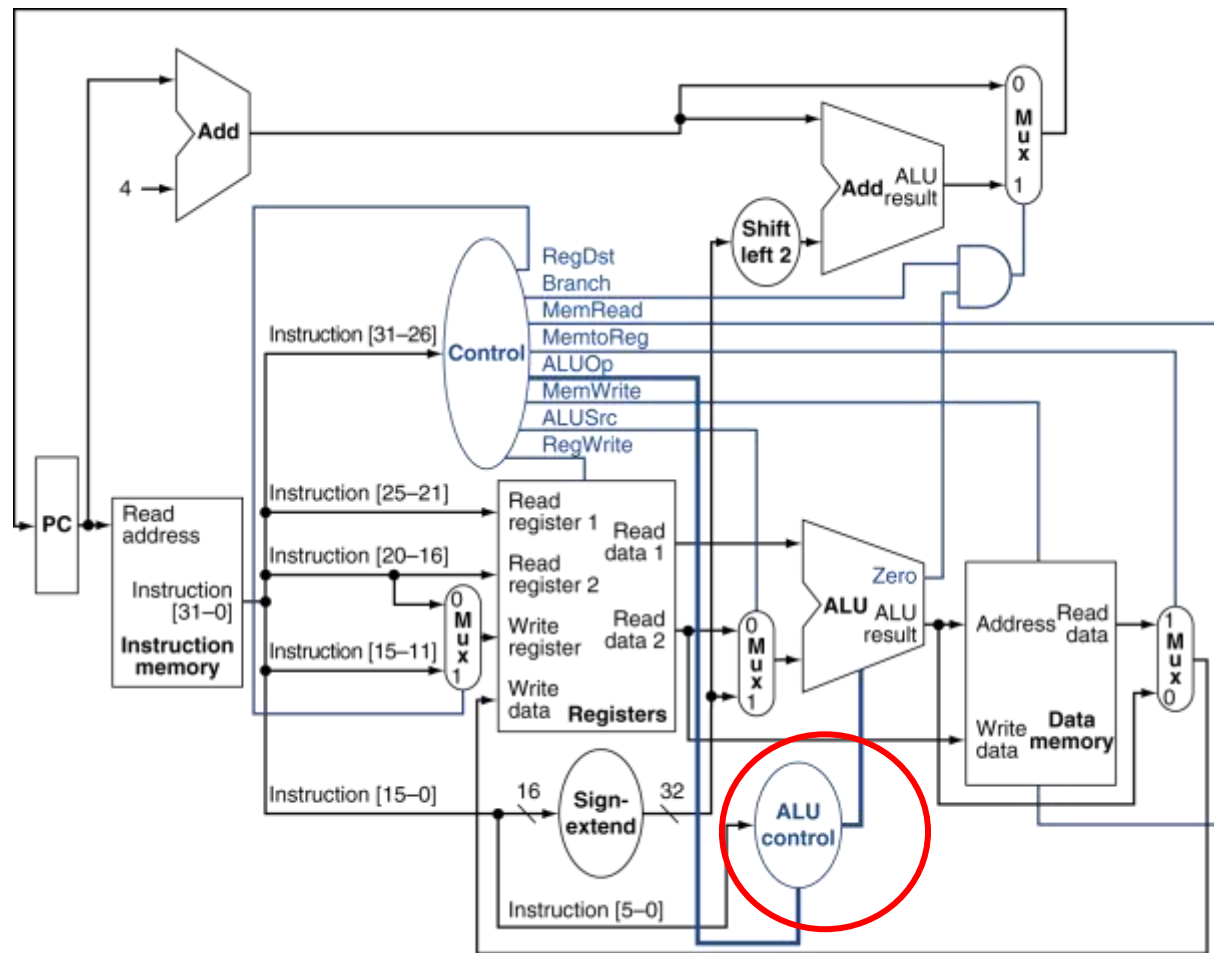 Add
4
0
M
u
x
1
Add
ALU
result
Shift
left 2
RegDst
Branch
MemRead
MemtoReg
ALUOp
MemWrite
ALUSrc
RegWrite
Control
Instruction [31–26]
Instruction [25–21]
Instruction [20–16]
Instruction [15–11]
Instruction [15–0]
Instruction [5–0]
PC
Read
address
Instruction
[31–0]
Instruction
memory
0
M
u
x
1
Read
register 1
Read
register 2
Write
register
Write
data
Read
data 1
Read
data 2
Registers
16
Sign-
extend
32
0
M
u
x
1
Zero
ALU
ALU
result
ALU
control
Address
Read
data
Write
data
Data
memory
1
M
u
x
0